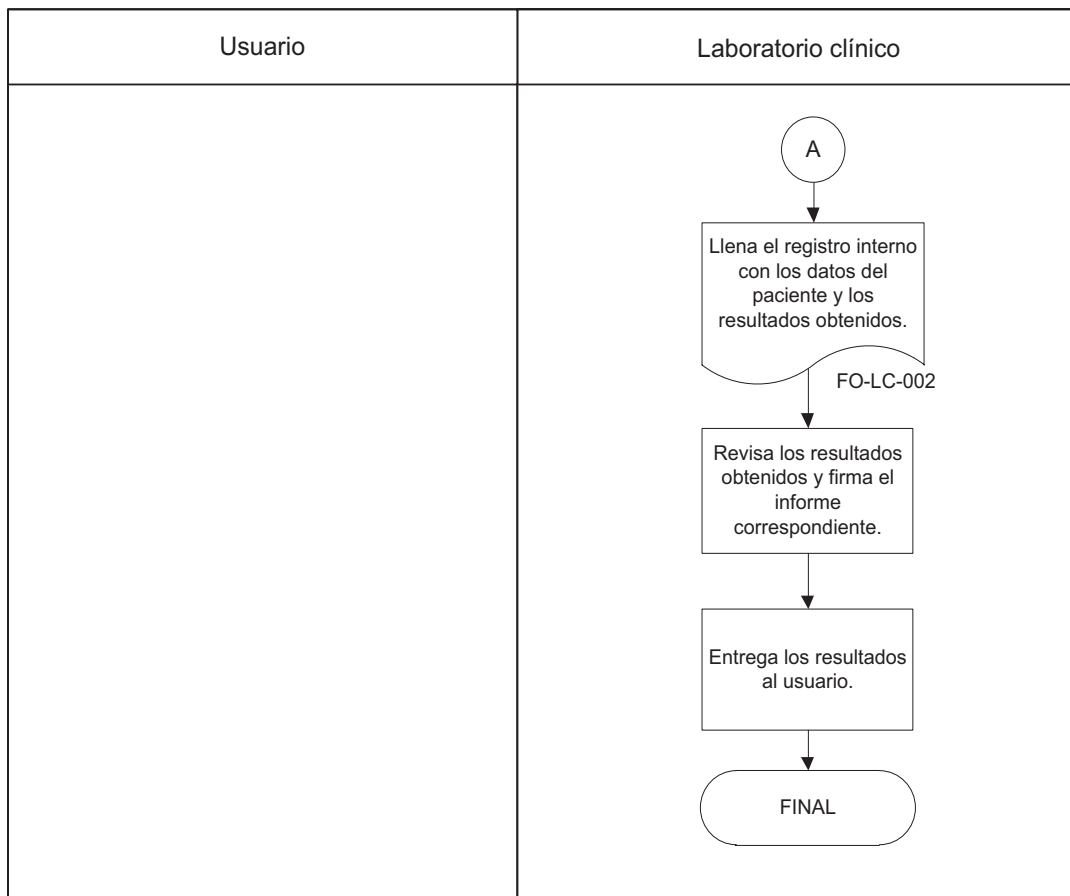 Usuario
Laboratorio clínico
A
Llena el registro interno
con los datos del
paciente y los
resultados obtenidos.
FO-LC-002
Revisa los resultados
obtenidos y firma el
informe
correspondiente.
Entrega los resultados
al usuario.
FINAL